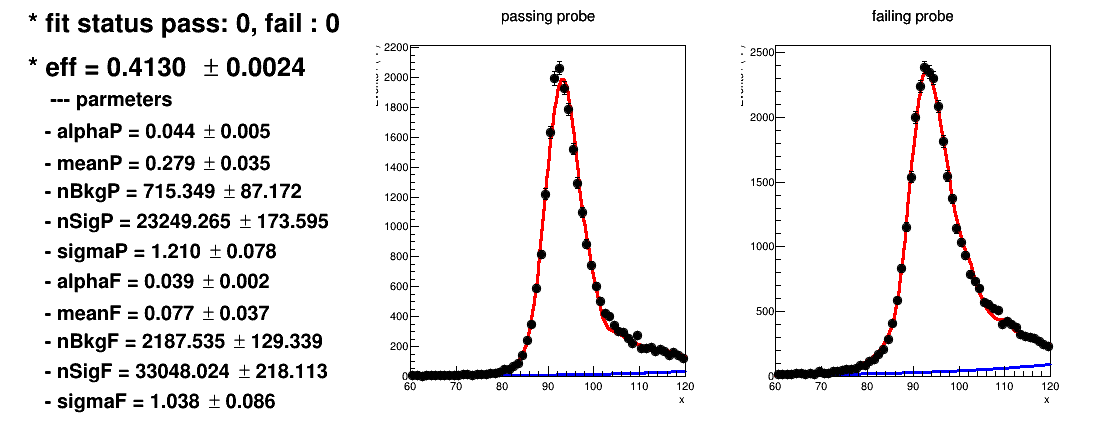 * fit status pass: 0, fail : 0
* eff = 0.4130 ± 0.0024
--- parmeters
- alphaP = 0.044 ± 0.005
- meanP = 0.279 ± 0.035
- nBkgP = 715.349 ± 87.172
- nSigP = 23249.265 ± 173.595
- sigmaP = 1.210 ± 0.078
- alphaF = 0.039 ± 0.002
- meanF = 0.077 ± 0.037
- nBkgF = 2187.535 ± 129.339
- nSigF = 33048.024 ± 218.113
- sigmaF = 1.038 ± 0.086
passing probe
2200
2000
1800
1600
1400
1200
1000
800
600
400
200
0
60 70 80 90 100 110 120
x
failing probe
2500
2000
1500
1000
500
0
60 70 80 90 100 110 120
x